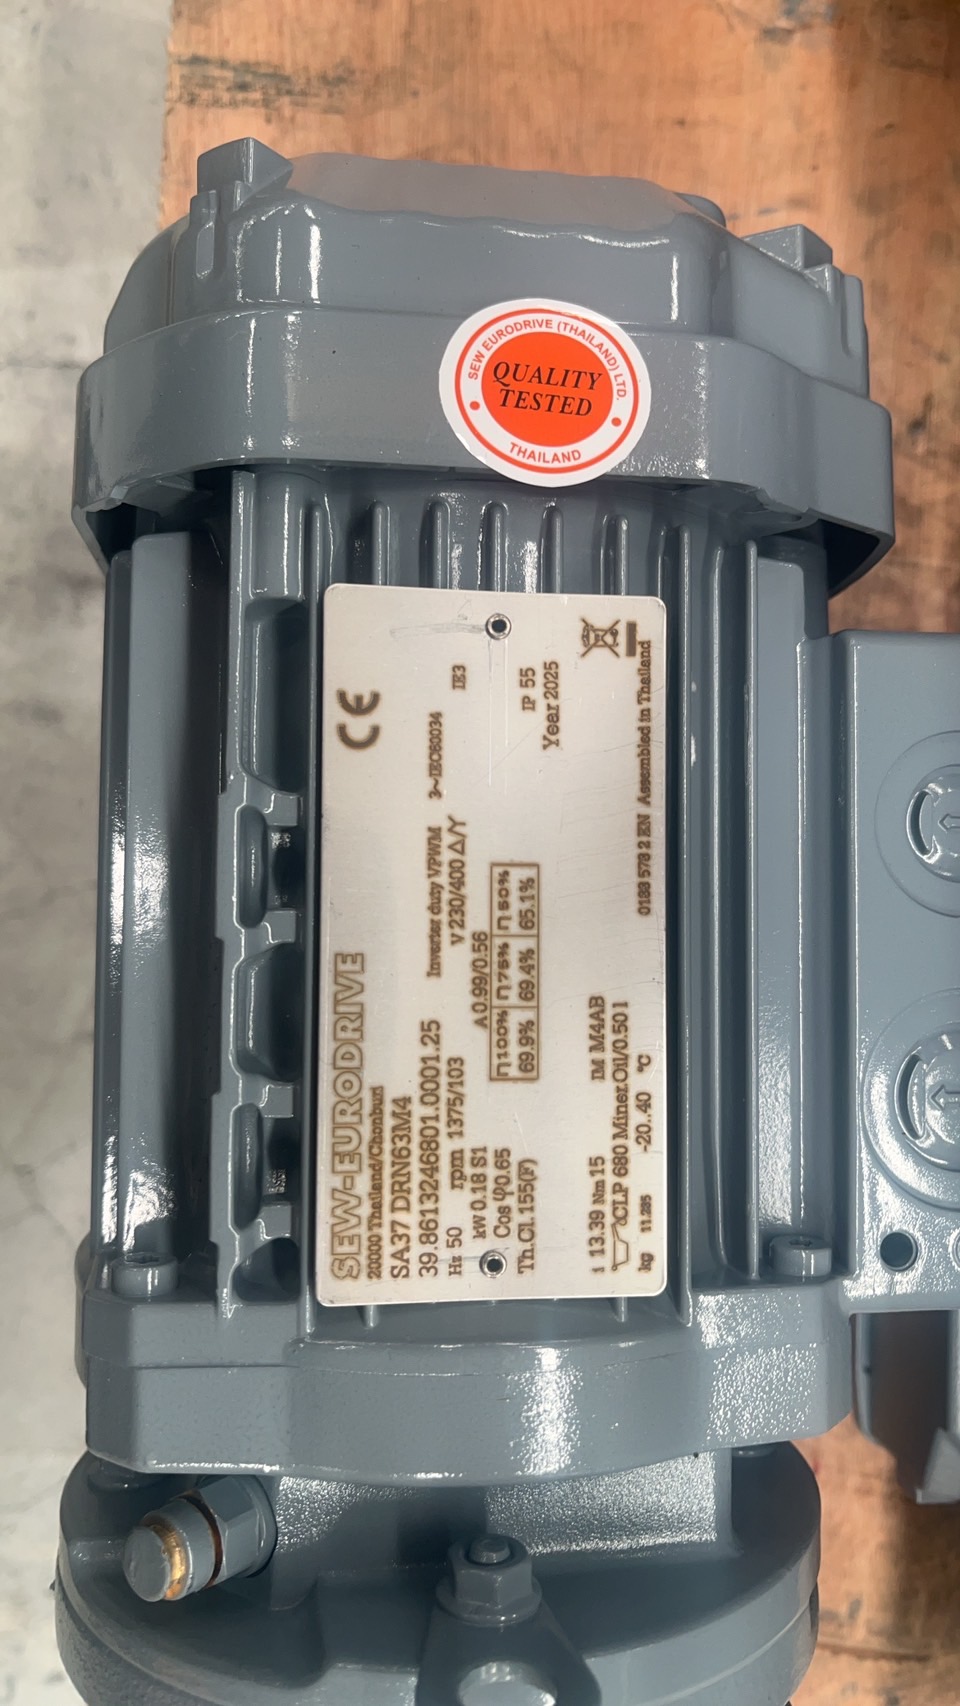 SEW EURODRIVE (THAILAND) LTD.
QUALITY
TESTED
THAILAND
SEW-EURODRIVE
CE
20000 Thailand/Chonburi
SA37 DRN63M4
39.8613246801.0001.25 Inverter duty VPWM 3~IEC60034
Hz 50 rpm 1375/103 V 230/400 Δ/Y IE3
kW 0.18 S1 A 0.99/0.56
Cos φ0.65 η100% η75% η50%
69.9% 69.4% 65.1%
Th.Cl. 155(F) IP 55
Year 2025
i 13.39 Nm 15 IM M4AB
CLP 680 Miner.Oil/0.50 l
kg 11.285 -20..40 °C 0188 578 2 EN Assembled in Thailand